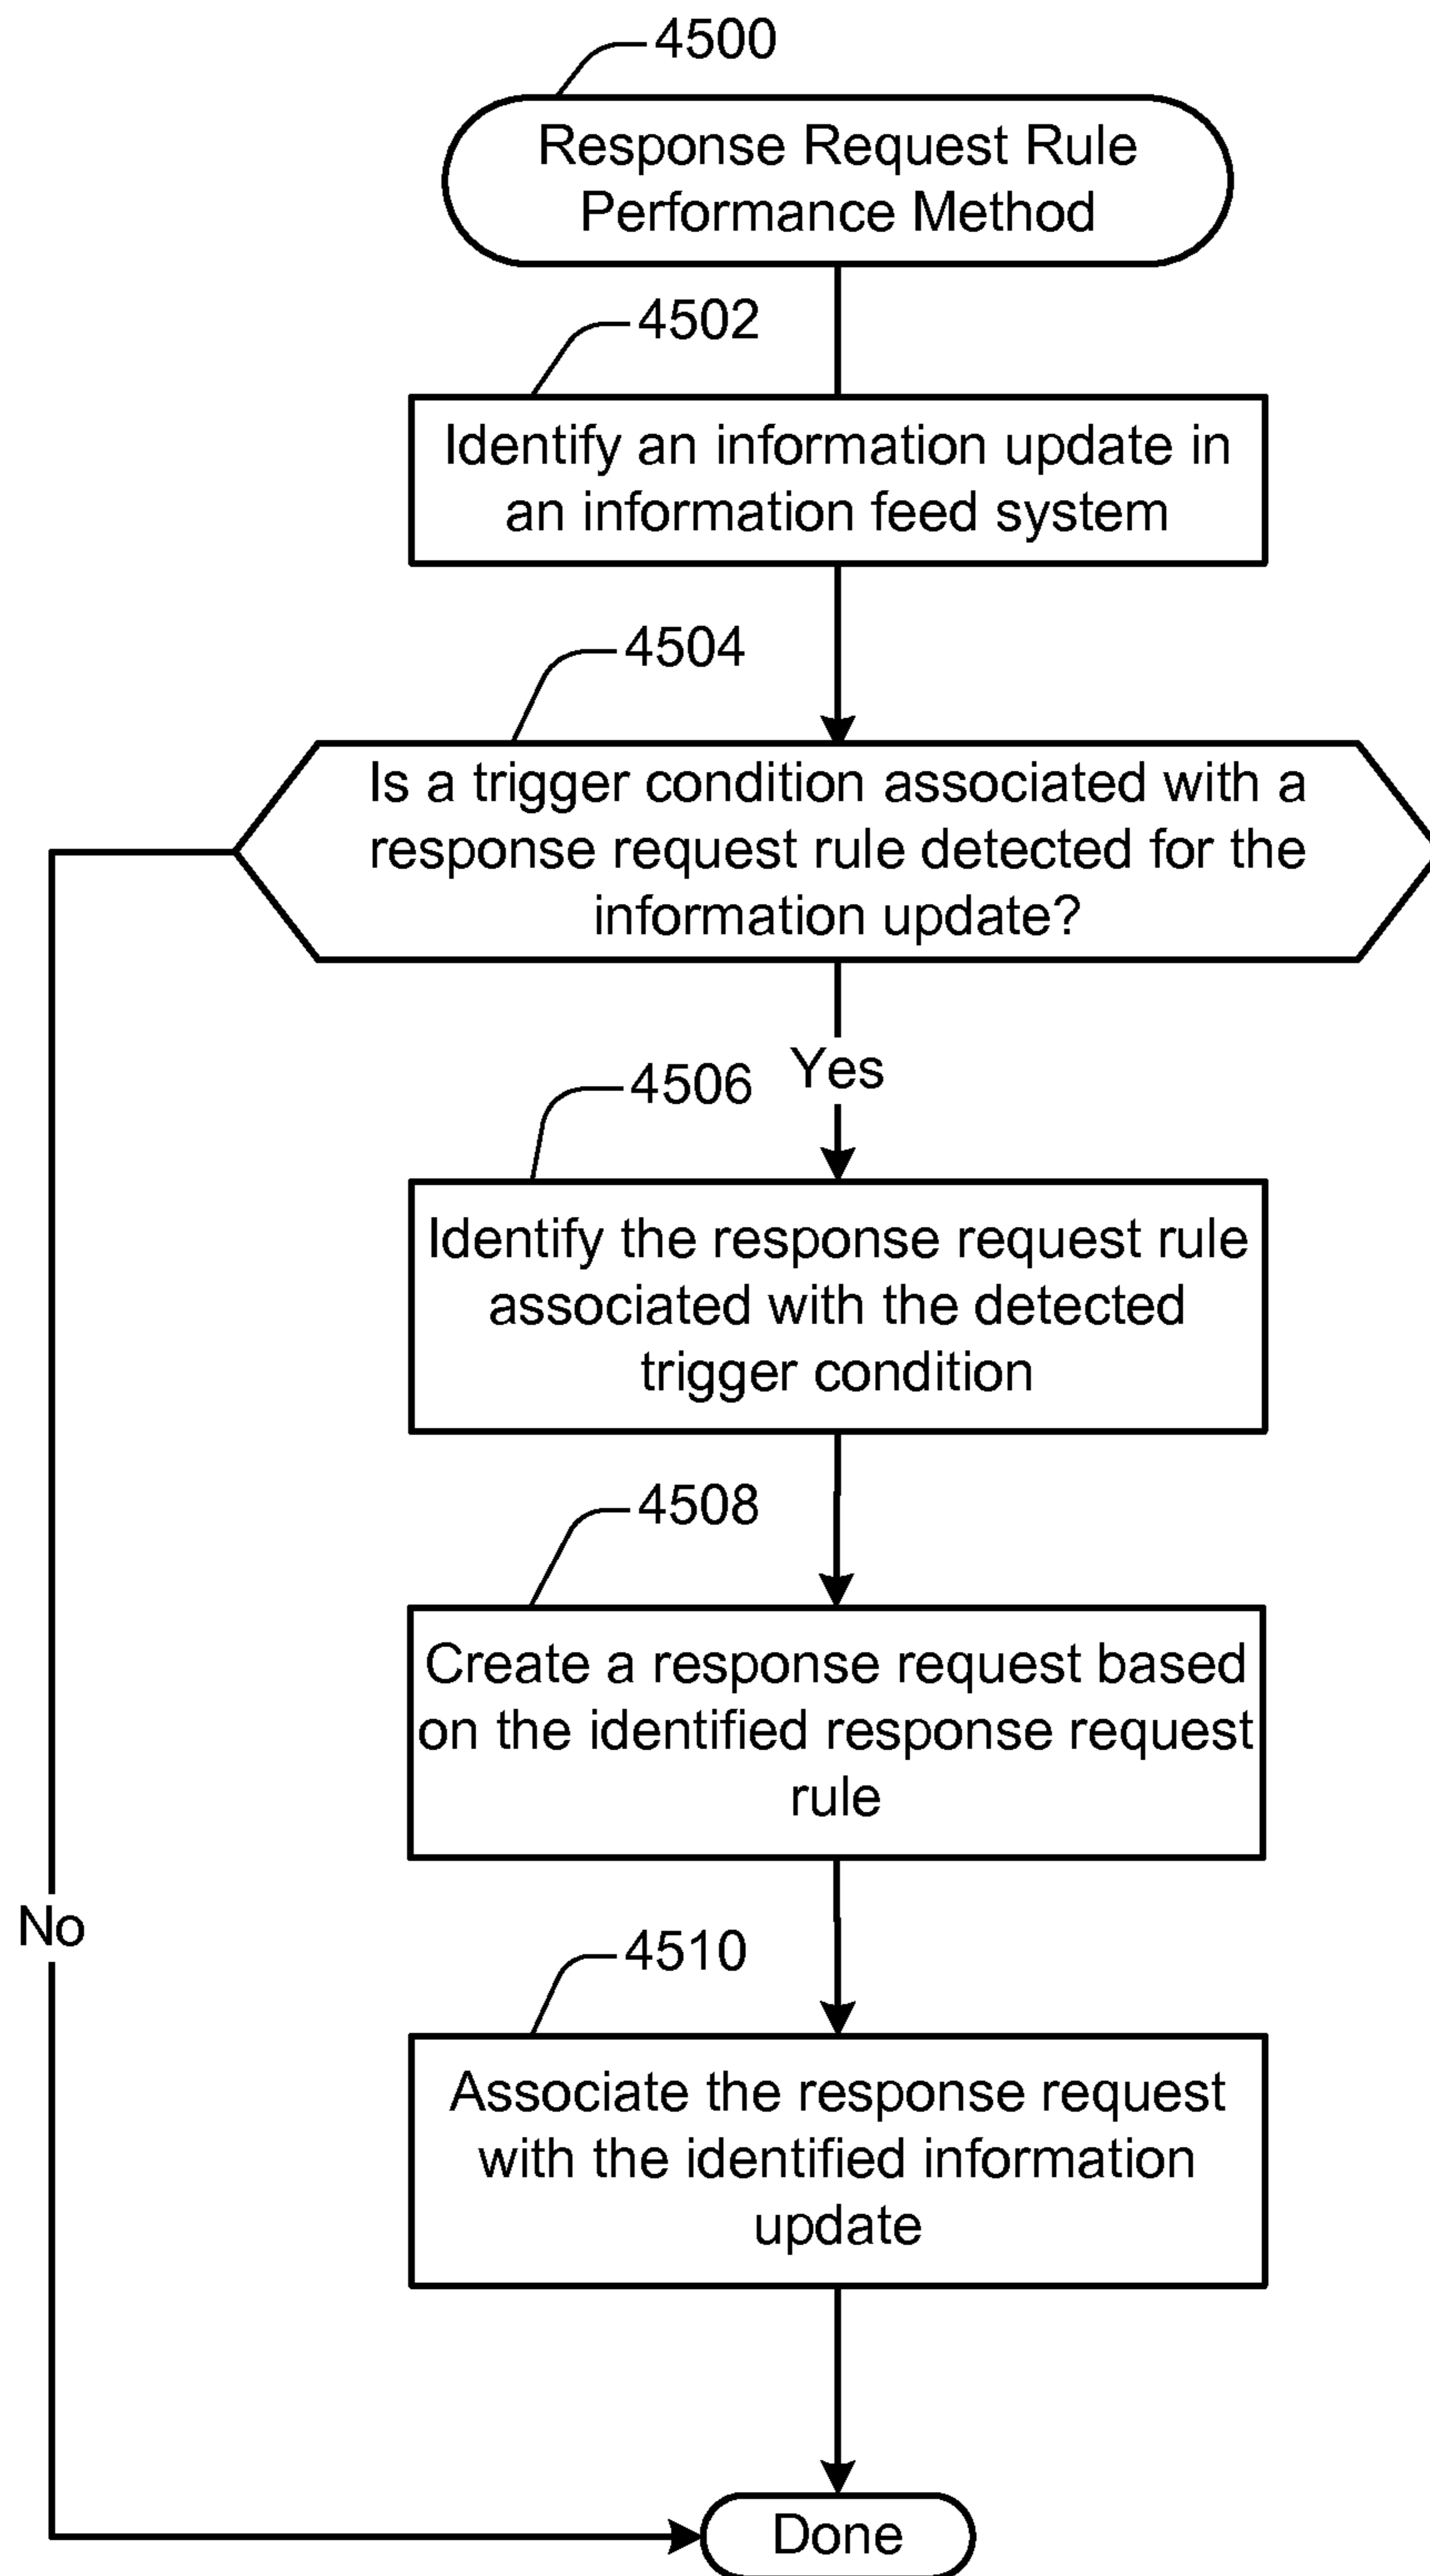 4500
Response Request Rule
Performance Method
4502
Identify an information update in
an information feed system
4504
Is a trigger condition associated with a
response request rule detected for the
information update?
Yes
4506
Identify the response request rule
associated with the detected
trigger condition
4508
Create a response request based
on the identified response request
rule
No
4510
Associate the response request
with the identified information
update
Done